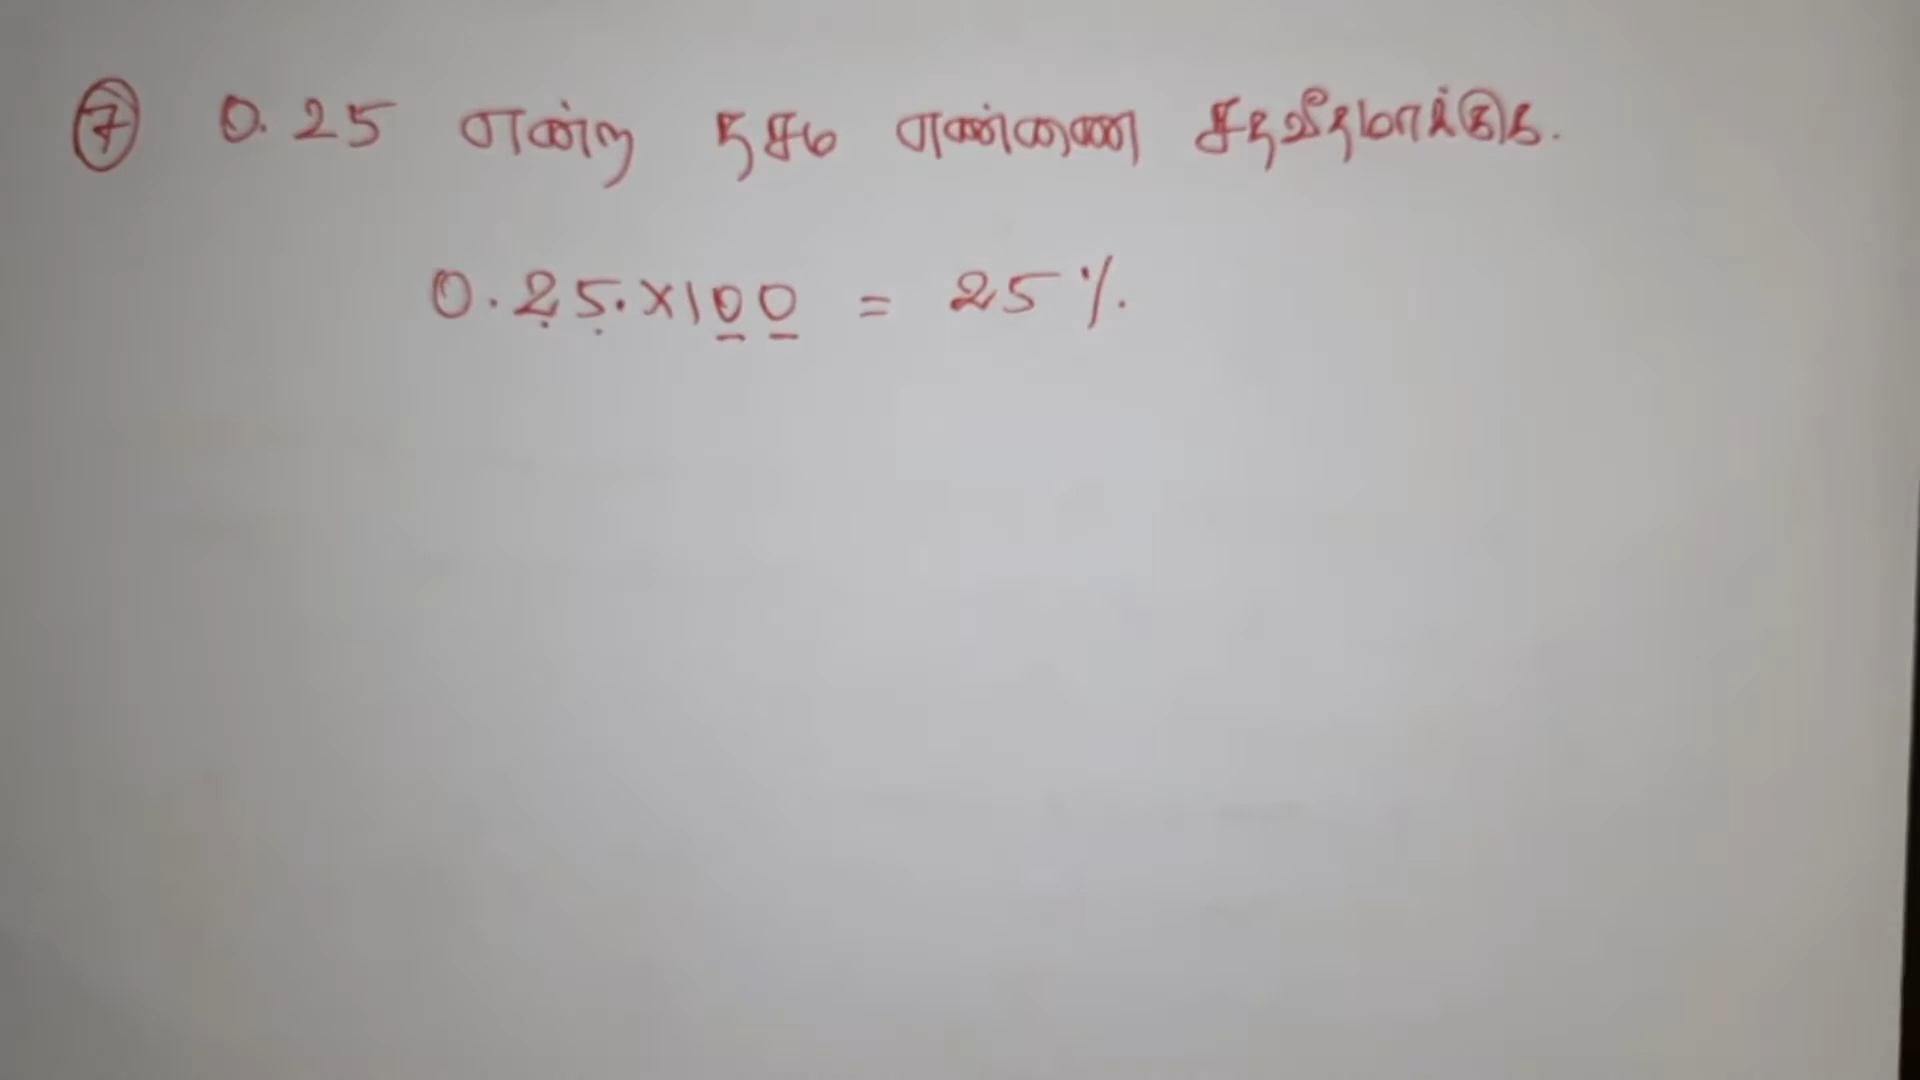 ⑦ 0.25 என்ற தசம எண்ணை சதவீதமாக்குக.
0.25.×100 = 25%.